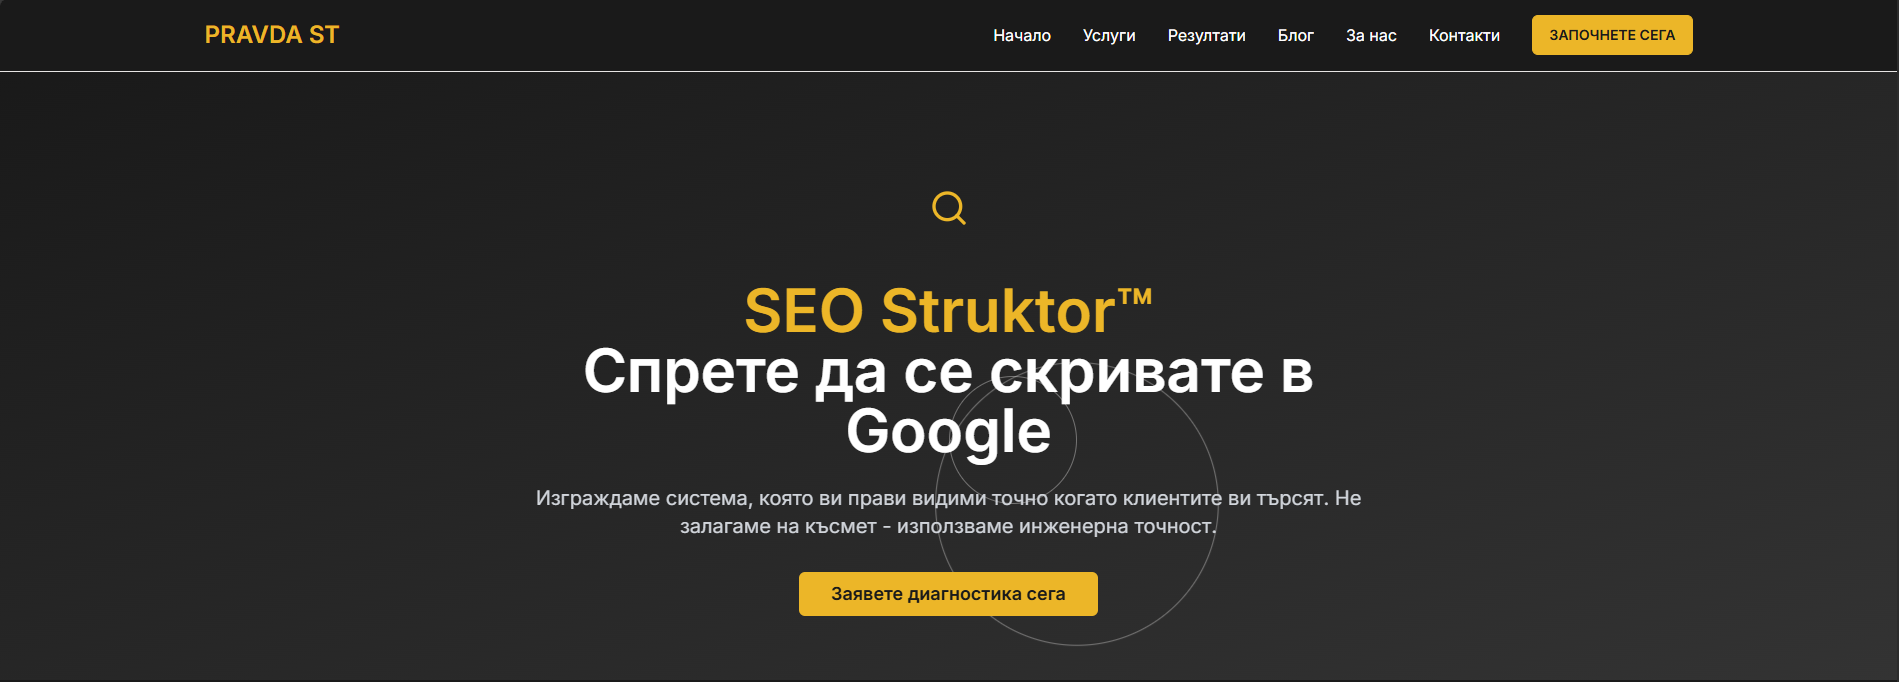 PRAVDA ST
Начало Услуги Резултати Блог За нас Контакти ЗАПОЧНЕТЕ СЕГА
SEO Struktor™
Спрете да се скривате в
Google
Изграждаме система, която ви прави видими точно когато клиентите ви търсят. Не
залагаме на късмет - използваме инженерна точност.
Заявете диагностика сега